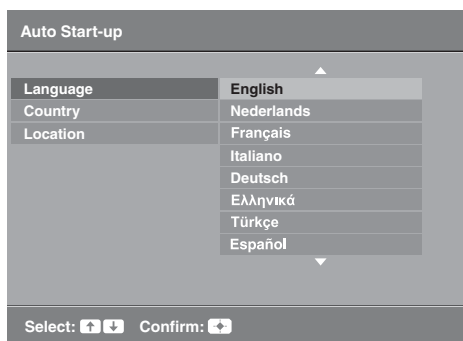 Auto Start-up
Language
Country
Location
English
Nederlands
Français
Italiano
Deutsch
Ελληνικά
Türkçe
Español
Select: Confirm: